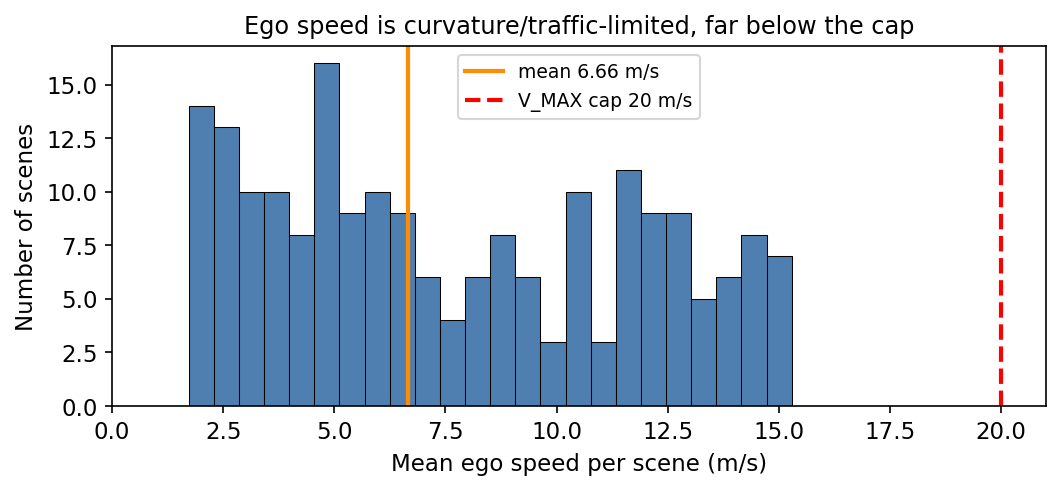 Ego speed is curvature/traffic-limited, far below the cap
mean 6.66 m/s
V_MAX cap 20 m/s
Number of scenes
15.0
12.5
10.0
7.5
5.0
2.5
0.0
0.0 2.5 5.0 7.5 10.0 12.5 15.0 17.5 20.0
Mean ego speed per scene (m/s)